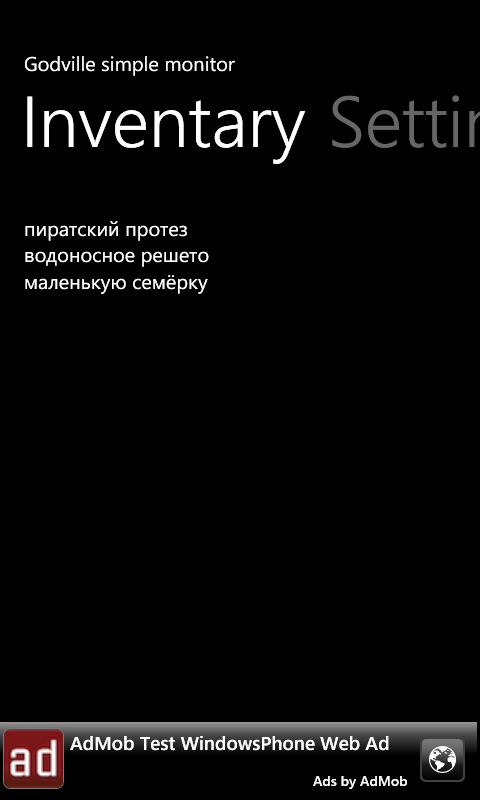 Godville simple monitor
Inventary Settin
пиратский протез
водоносное решето
маленькую семёрку
ad AdMob Test WindowsPhone Web Ad
Ads by AdMob